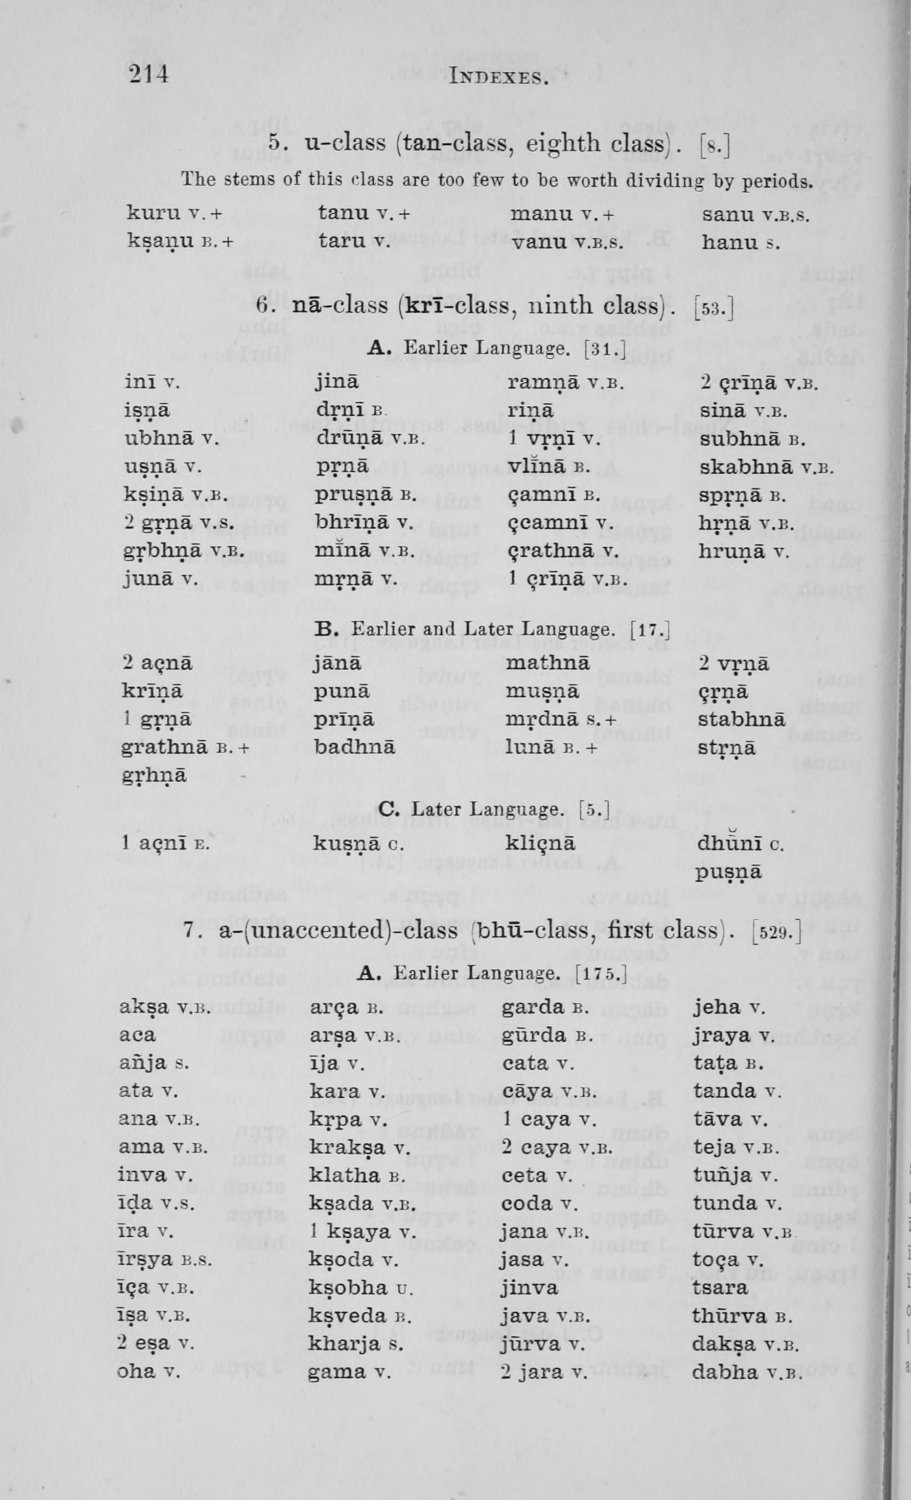 214 INDEXES.
5. u-class (tan-class, eighth class). [8.]
The stems of this class are too few to be worth dividing by periods.
kuru V.+ tanu V.+ manu V.+ sanu V.B.S.
kṣaṇu B.+ taru V. vanu V.B.S. hanu S.
6. nā-class (krī-class, ninth class). [53.]
A. Earlier Language. [31.]
inī V. jinā ramṇā V.B. 2 çrīṇā V.B.
iṣṇā dṛṇī B. riṇā sinā V.B.
ubhnā V. drūṇā V.B. 1 vṛṇī V. subhnā B.
uṣṇā V. pṛṇā vlĭ̄nā B. skabhnā V.B.
kṣiṇā V.B. pruṣṇā B. çamnī B. spṛṇā B.
2 gṛṇā V.S. bhrīṇā V. çcamnī V. hṛṇā V.B.
gṛbhṇā V.B. mĭ̄nā V.B. çrathnā V. hruṇā V.
junā V. mṛṇā V. 1 çrīṇā V.B.
B. Earlier and Later Language. [17.]
2 açnā jānā mathnā 2 vṛṇā
krīṇā punā muṣṇā çṛṇā
1 gṛṇā prīṇā mṛdnā S.+ stabhnā
grathnā B.+ badhnā lunā B.+ stṛṇā
gṛhṇā
C. Later Language. [5.]
1 açnī E. kuṣṇā C. kliçnā dhŭ̄nī C.
puṣṇā
7. a-(unaccented)-class (bhū-class, first class). [529.]
A. Earlier Language. [175.]
akṣa V.B. arça B. garda B. jeha V.
aca arṣa V.B. gūrda B. jraya V.
añja S. īja V. cata V. taṭa B.
ata V. kara V. cāya V.B. tanda V.
ana V.B. kṛpa V. 1 caya V. tāva V.
ama V.B. krakṣa V. 2 caya V.B. teja V.B.
inva V. klatha B. ceta V. tuñja V.
īḍa V.S. kṣada V.B. coda V. tunda V.
īra V. 1 kṣaya V. jana V.B. tūrva V.B.
īrṣya B.S. kṣoda V. jasa V. toça V.
īça V.B. kṣobha U. jinva tsara
īṣa V.B. kṣveda B. java V.B. thūrva B.
2 eṣa V. kharja S. jūrva V. dakṣa V.B.
oha V. gama V. 2 jara V. dabha V.B.